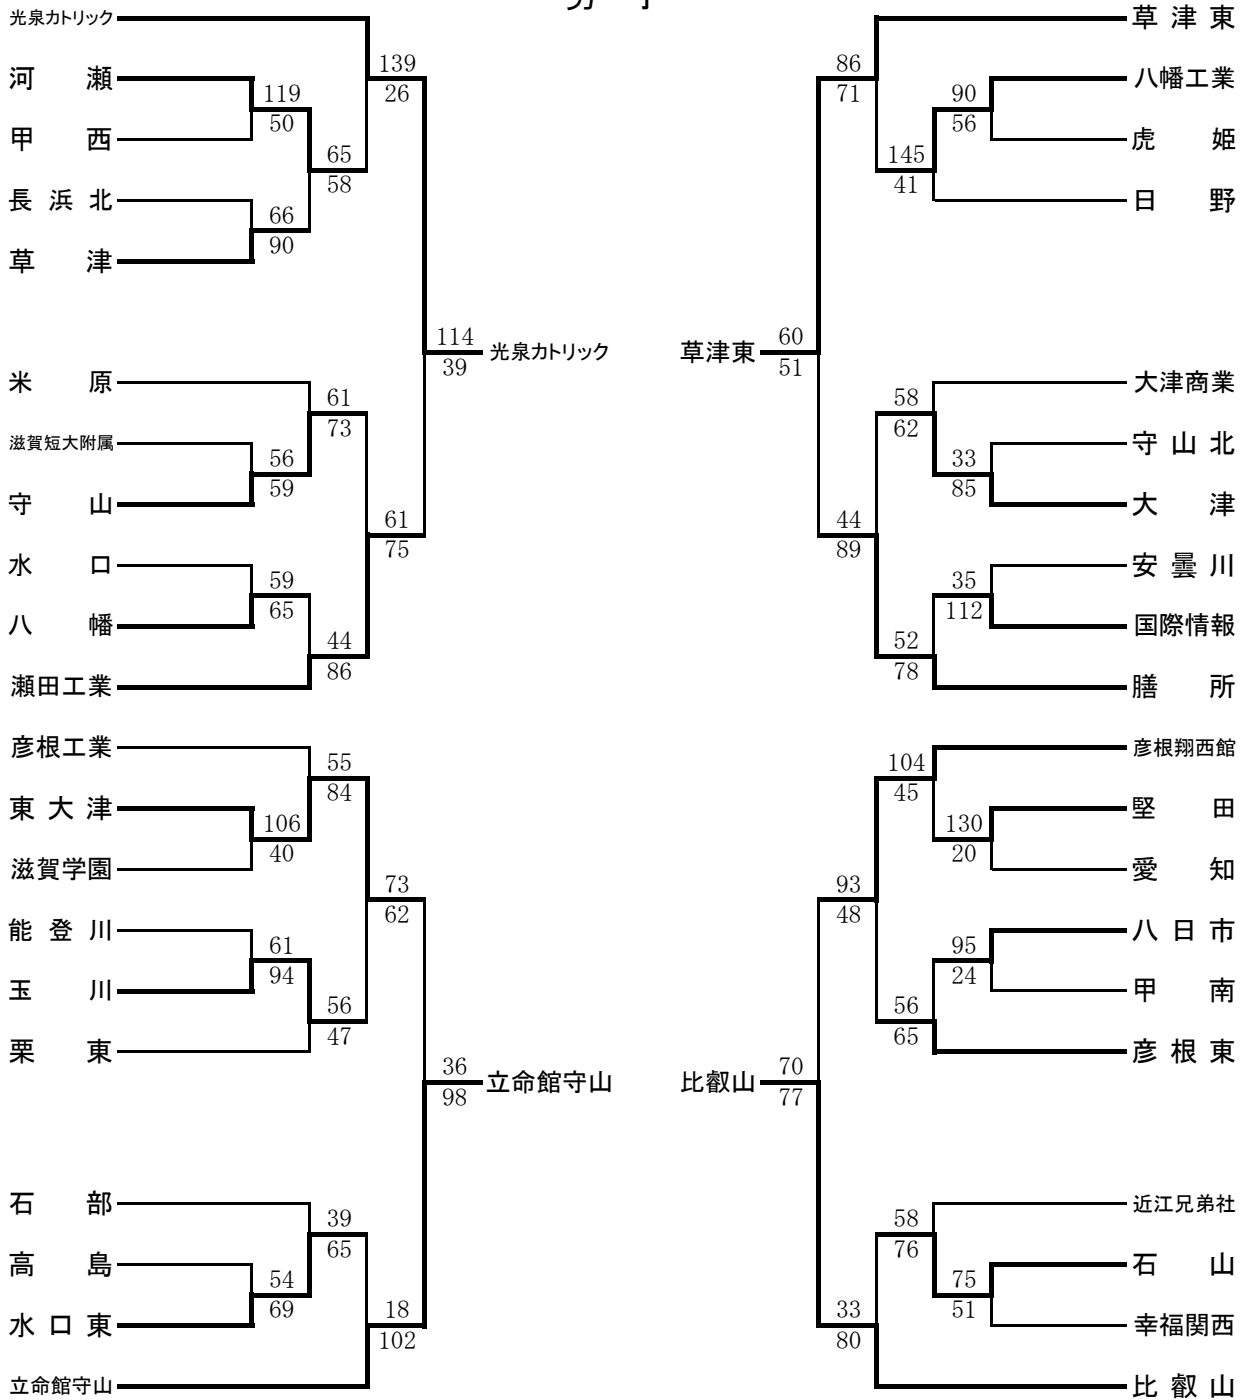 男子
光泉カトリック
河瀬
甲西
長浜北
草津
米原
滋賀短大附属
守山
水口
八幡
瀬田工業
彦根工業
東大津
滋賀学園
能登川
玉川
栗東
石部
高島
水口東
立命館守山
119
50
66
90
56
59
59
65
106
40
61
94
54
69
65
58
61
73
44
86
55
84
56
47
39
65
139
26
61
75
73
62
18
102
114
39
36
98
光泉カトリック
立命館守山
草津東
比叡山
60
51
70
77
86
71
44
89
93
48
33
80
145
41
58
62
52
78
104
45
56
65
58
76
90
56
33
85
35
112
130
20
95
24
75
51
草津東
八幡工業
虎姫
日野
大津商業
守山北
大津
安曇川
国際情報
膳所
彦根翔西館
堅田
愛知
八日市
甲南
彦根東
近江兄弟社
石山
幸福関西
比叡山